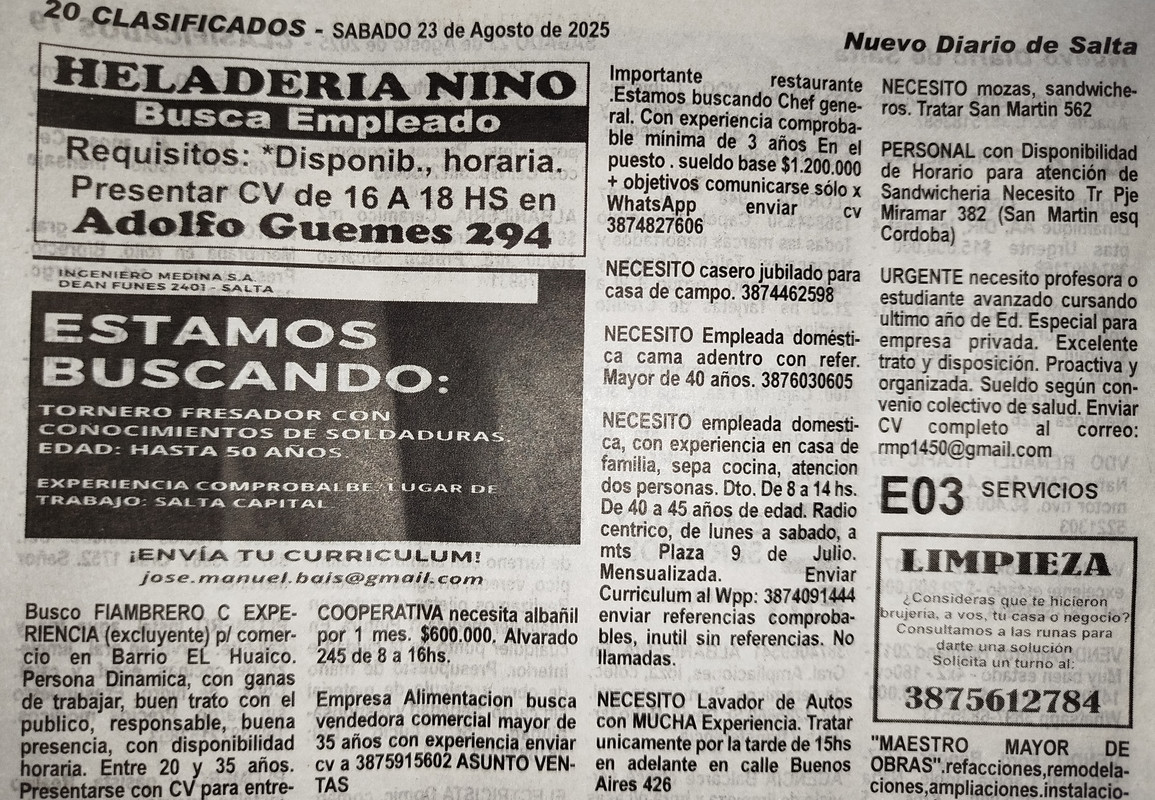 20 CLASIFICADOS - SABADO 23 de Agosto de 2025
Nuevo Diario de Salta
HELADERIA NINO
Busca Empleado
Requisitos: *Disponib., horaria.
Presentar CV de 16 A 18 HS en
Adolfo Guemes 294
INGENIERO MEDINA S.A.
DEAN FUNES 2401 - SALTA
ESTAMOS
BUSCANDO:
TORNERO FRESADOR CON
CONOCIMIENTOS DE SOLDADURAS.
EDAD: HASTA 50 AÑOS
EXPERIENCIA COMPROBALBE. LUGAR DE
TRABAJO: SALTA CAPITAL
¡ENVÍA TU CURRICULUM!
jose.manuel.bais@gmail.com
Busco FIAMBRERO C EXPE-
RIENCIA (excluyente) p/ comer-
cio en Barrio EL Huaico.
Persona Dinamica, con ganas
de trabajar, buen trato con el
publico, responsable, buena
presencia, con disponibilidad
horaria. Entre 20 y 35 años.
Presentarse con CV para entre-
COOPERATIVA necesita albañil
por 1 mes. $600.000. Alvarado
245 de 8 a 16hs.
Empresa Alimentacion busca
vendedora comercial mayor de
35 años con experiencia enviar
cv a 3875915602 ASUNTO VEN-
TAS
Importante restaurante
.Estamos buscando Chef gene-
ral. Con experiencia comproba-
ble mínima de 3 años En el
puesto . sueldo base $1.200.000
+ objetivos comunicarse sólo x
WhatsApp enviar cv
3874827606
NECESITO casero jubilado para
casa de campo. 3874462598
NECESITO Empleada domésti-
ca cama adentro con refer.
Mayor de 40 años. 3876030605
NECESITO empleada domesti-
ca, con experiencia en casa de
familia, sepa cocina, atencion
dos personas. Dto. De 8 a 14 hs.
De 40 a 45 años de edad. Radio
centrico, de lunes a sabado, a
mts Plaza 9 de Julio.
Mensualizada. Enviar
Curriculum al Wpp: 3874091444
enviar referencias comproba-
bles, inutil sin referencias. No
llamadas.
NECESITO Lavador de Autos
con MUCHA Experiencia. Tratar
unicamente por la tarde de 15hs
en adelante en calle Buenos
Aires 426
NECESITO mozas, sandwiche-
ros. Tratar San Martin 562
PERSONAL con Disponibilidad
de Horario para atención de
Sandwicheria Necesito Tr Pje
Miramar 382 (San Martin esq
Cordoba)
URGENTE necesito profesora o
estudiante avanzado cursando
ultimo año de Ed. Especial para
empresa privada. Excelente
trato y disposición. Proactiva y
organizada. Sueldo según con-
venio colectivo de salud. Enviar
CV completo al correo:
rmp1450@gmail.com
E03 SERVICIOS
LIMPIEZA
¿Consideras que te hicieron
brujería, a vos, tu casa o negocio?
Consultamos a las runas para
darte una solución
Solicita un turno al:
3875612784
"MAESTRO MAYOR DE
OBRAS".refacciones,remodela-
ciones,ampliaciones.instalacio-